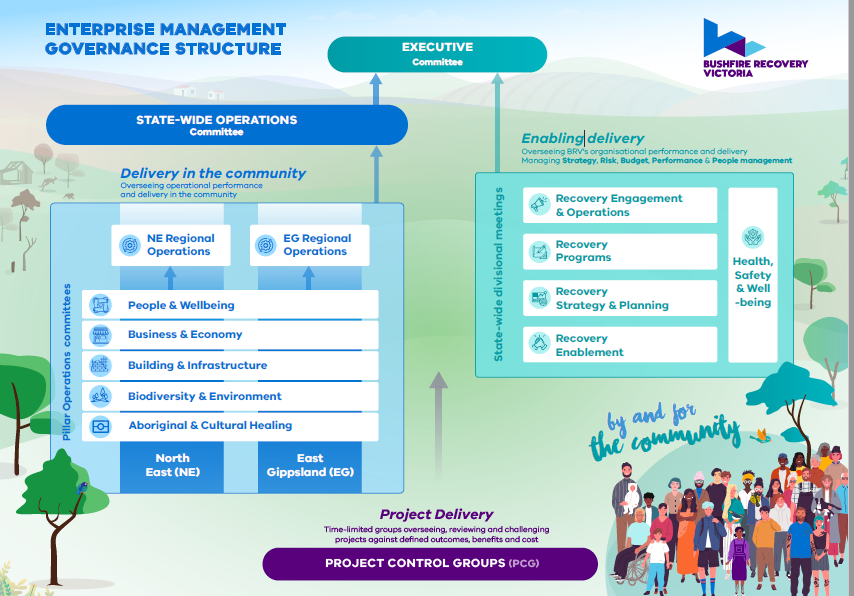 ENTERPRISE MANAGEMENT
GOVERNANCE STRUCTURE
EXECUTIVE
Committee
BUSHFIRE RECOVERY
VICTORIA
STATE-WIDE OPERATIONS
Committee
Enabling delivery
Overseeing BRV's organisational performance and delivery
Managing Strategy, Risk, Budget, Performance & People management
Delivery in the community
Overseeing operational performance
and delivery in the community
NE Regional
Operations
EG Regional
Operations
Pillar Operations committees
People & Wellbeing
Business & Economy
Building & Infrastructure
Biodiversity & Environment
Aboriginal & Cultural Healing
North
East (NE)
East
Gippsland (EG)
State-wide divisional meetings
Recovery Engagement
& Operations
Recovery
Programs
Recovery
Strategy & Planning
Recovery
Enablement
Health,
Safety
& Well
-being
by and for
the community
Project Delivery
Time-limited groups overseeing, reviewing and challenging
projects against defined outcomes, benefits and cost
PROJECT CONTROL GROUPS (PCG)